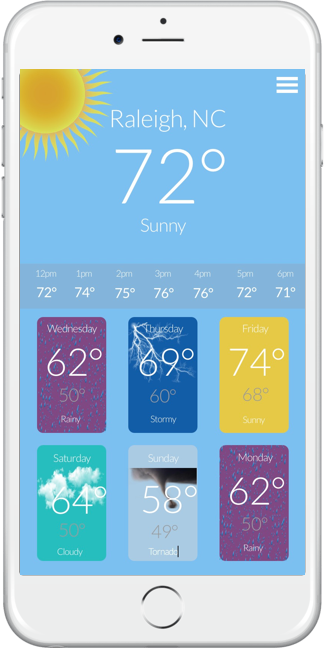 Raleigh, NC
72°
Sunny
12pm 1pm 2pm 3pm 4pm 5pm 6pm
72° 74° 75° 76° 76° 72° 71°
Wednesday
62°
50°
Rainy
Thursday
69°
60°
Stormy
Friday
74°
68°
Sunny
Saturday
64°
50°
Cloudy
Sunday
58°
49°
Tornado
Monday
62°
50°
Rainy